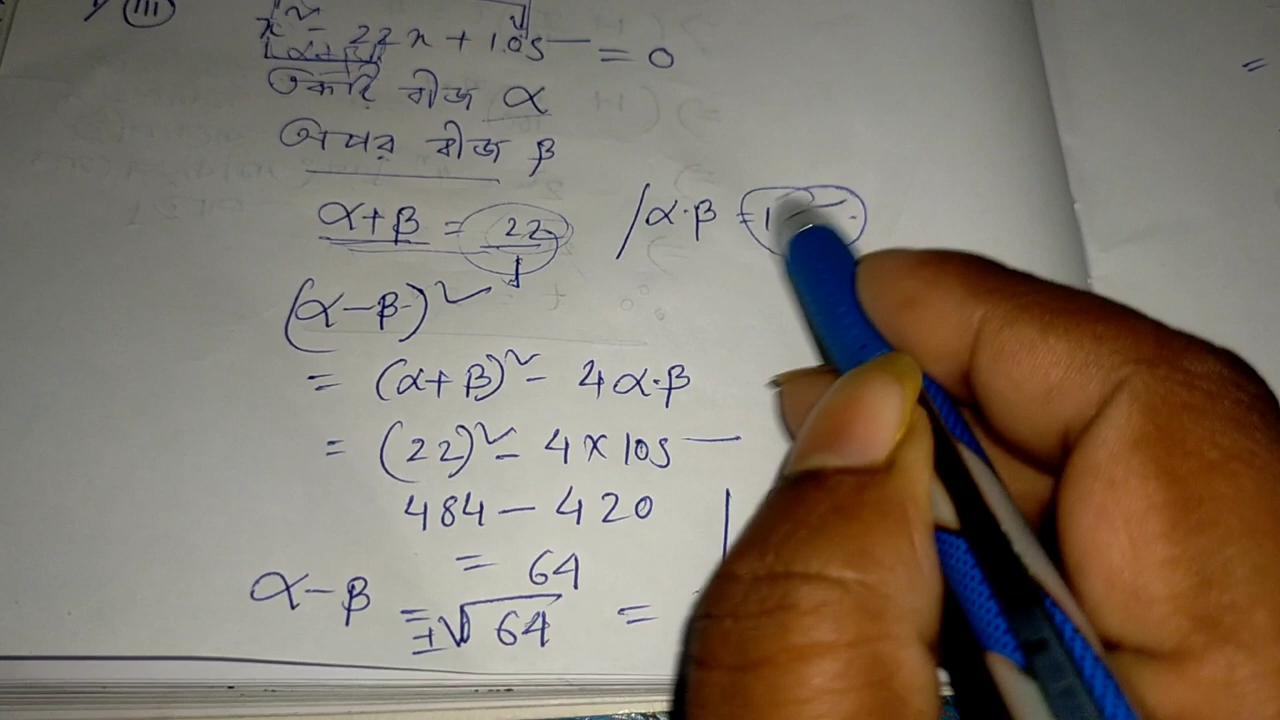 (iii)
x² - 22x + 105 = 0
α+β
একটি বীজ α
অপর বীজ β
α+β = 22 / α·β = 1
(α-β)²
= (α+β)² - 4α·β
= (22)² - 4×105
484 - 420
= 64
α-β = ±√64 =
=